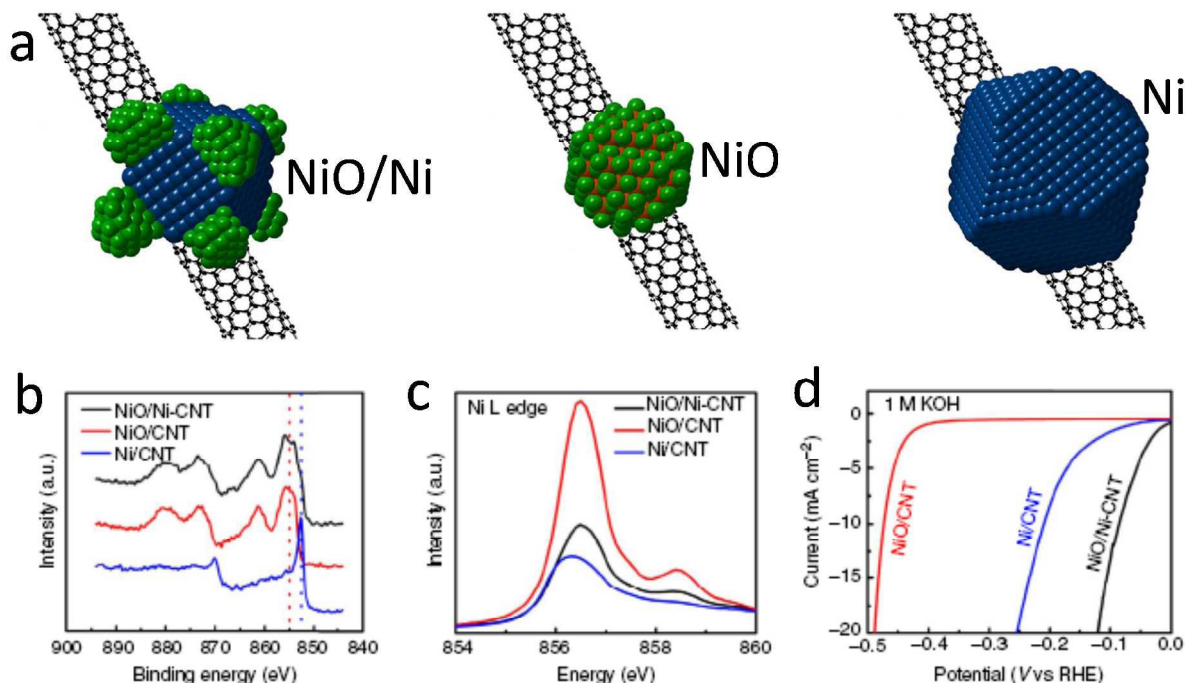 a
NiO/Ni
NiO
Ni
b
NiO/Ni-CNT
NiO/CNT
Ni/CNT
Intensity (a.u.)
900 890 880 870 860 850 840
Binding energy (eV)
c
Ni L edge
NiO/Ni-CNT
NiO/CNT
Ni/CNT
Intensity (a.u.)
854 856 858 860
Energy (eV)
d
1 M KOH
NiO/CNT
Ni/CNT
NiO/Ni-CNT
Current (mA cm⁻²)
0
–5
–10
–15
–20
–0.5 –0.4 –0.3 –0.2 –0.1 0.0
Potential (V vs RHE)